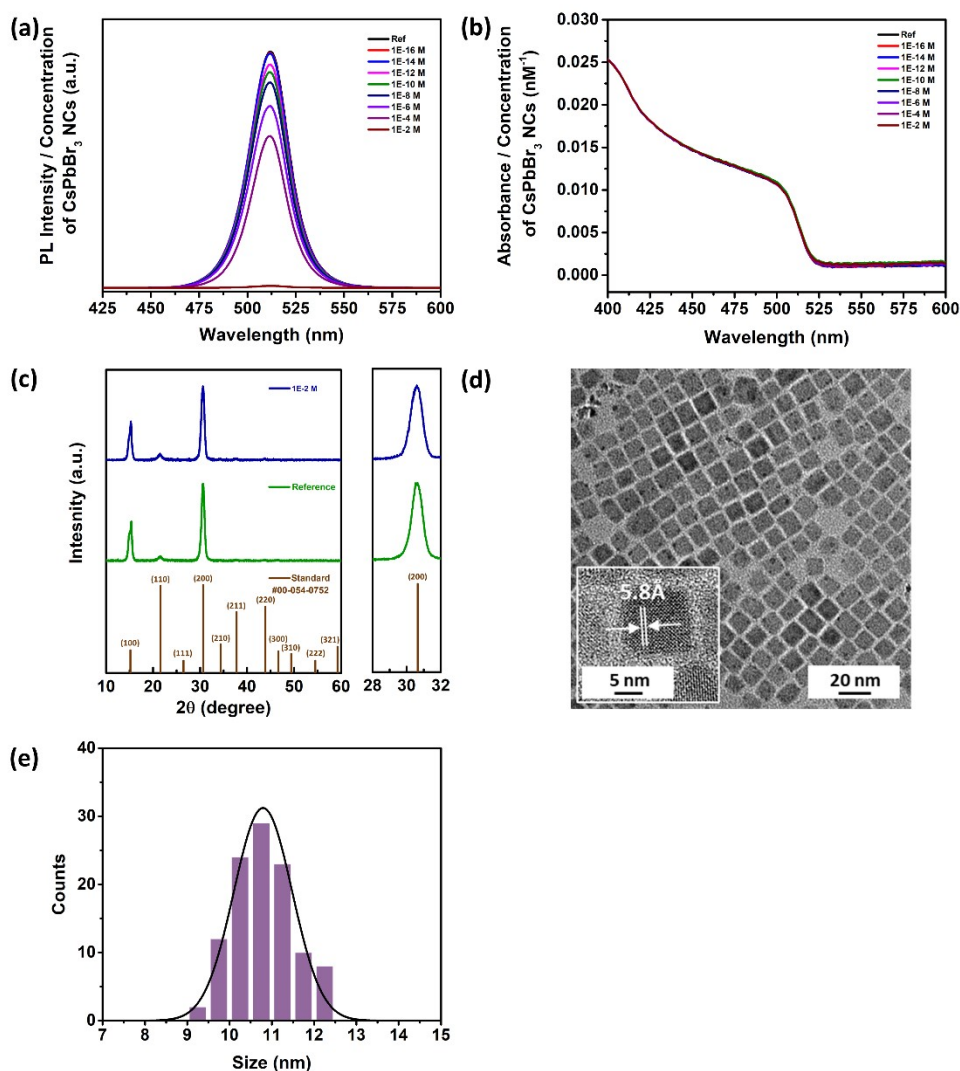 (a)
PL Intensity / Concentration
of CsPbBr₃ NCs (a.u.)
Ref
1E-16 M
1E-14 M
1E-12 M
1E-10 M
1E-8 M
1E-6 M
1E-4 M
1E-2 M
425 450 475 500 525 550 575 600
Wavelength (nm)
(b)
Absorbance / Concentration
of CsPbBr₃ NCs (nM⁻¹)
0.030
0.025
0.020
0.015
0.010
0.005
0.000
Ref
1E-16 M
1E-14 M
1E-12 M
1E-10 M
1E-8 M
1E-6 M
1E-4 M
1E-2 M
400 425 450 475 500 525 550 575 600
Wavelength (nm)
(c)
Intesnity (a.u.)
1E-2 M
Reference
Standard
#00-054-0752
(100)
(110)
(111)
(200)
(210)
(211)
(220)
(300)
(310)
(222)
(321)
10 20 30 40 50 60
(200)
28 30 32
2θ (degree)
(d)
5.8Å
5 nm
20 nm
(e)
Counts
40
30
20
10
0
7 8 9 10 11 12 13 14 15
Size (nm)